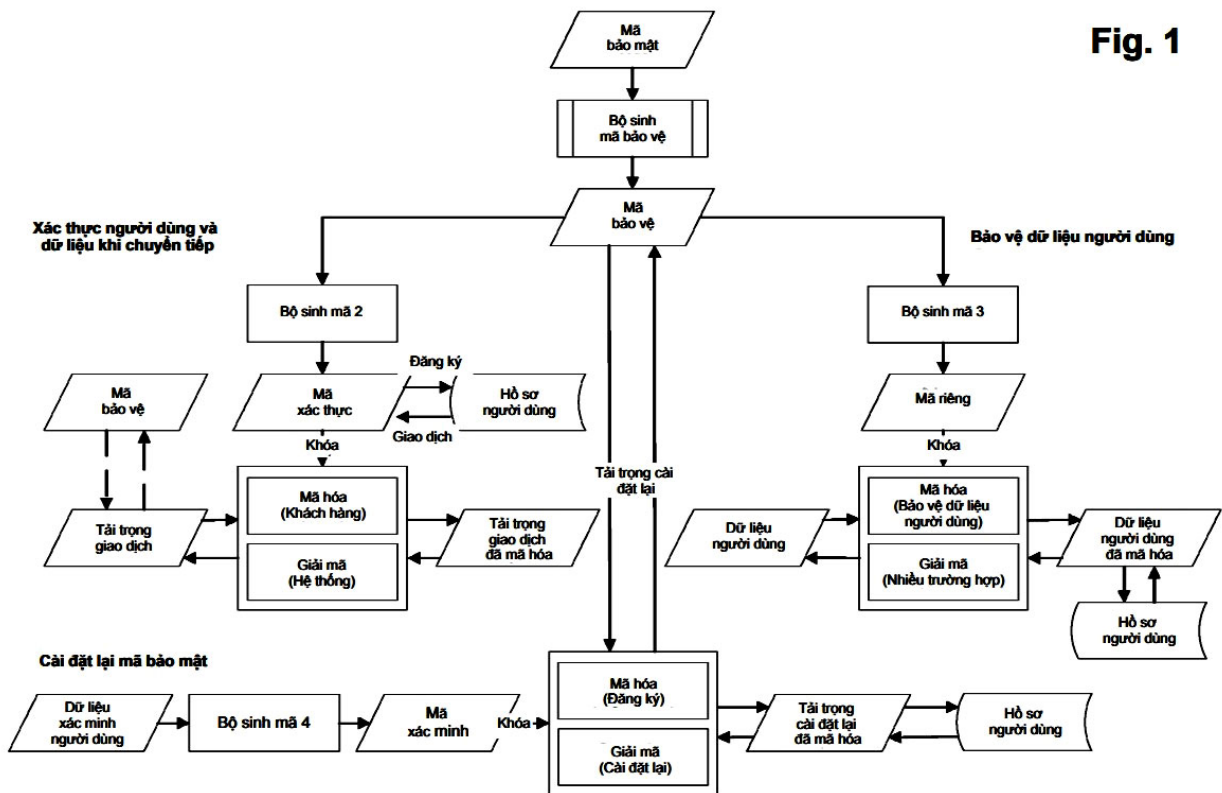 Fig. 1
Mã
bảo mật
Bộ sinh
mã bảo vệ
Mã
bảo vệ
Xác thực người dùng và
dữ liệu khi chuyển tiếp
Bảo vệ dữ liệu người dùng
Bộ sinh mã 2
Bộ sinh mã 3
Đăng ký
Mã
bảo vệ
Mã
xác thực
Hồ sơ
người dùng
Giao dịch
Mã riêng
Khóa
Khóa
Tải trọng cài
đặt lại
Mã hóa
(Khách hàng)
Mã hóa
(Bảo vệ dữ liệu
người dùng)
Tải trọng
giao dịch
Tải trọng
giao dịch
đã mã hóa
Dữ liệu
người dùng
Dữ liệu
người dùng
đã mã hóa
Giải mã
(Hệ thống)
Giải mã
(Nhiều trường hợp)
Hồ sơ
người dùng
Cài đặt lại mã bảo mật
Dữ liệu
xác minh
người dùng
Bộ sinh mã 4
Mã
xác minh
Khóa
Mã hóa
(Đăng ký)
Giải mã
(Cài đặt lại)
Tải trọng
cài đặt lại
đã mã hóa
Hồ sơ
người dùng